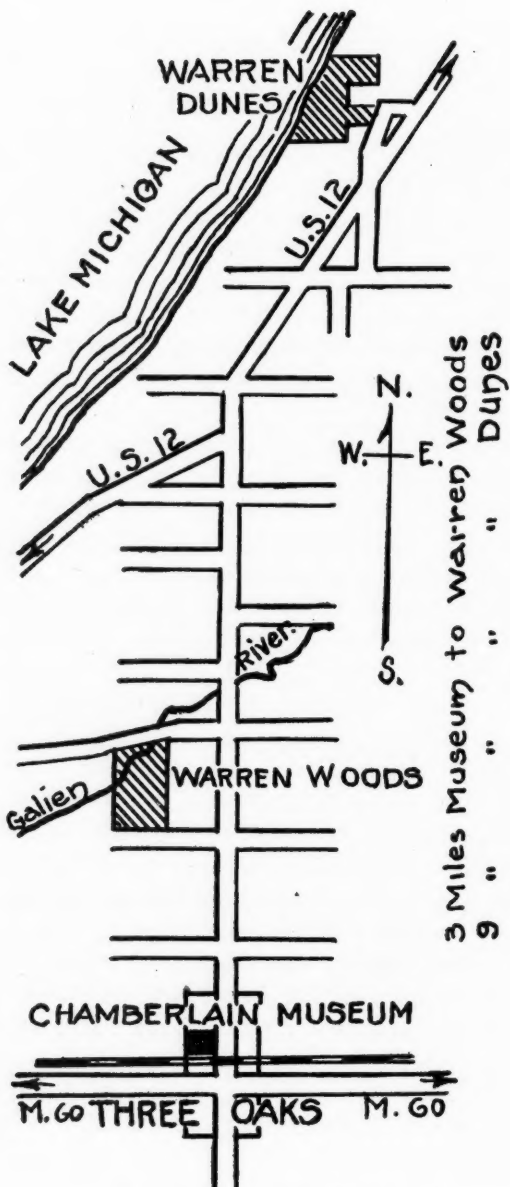 WARREN
DUNES
LAKE MICHIGAN
U.S. 12
N.
W. E.
S.
U.S. 12
River.
WARREN WOODS
Galien
3 Miles Museum to Warren Woods
9 " " " " Dunes
CHAMBERLAIN MUSEUM
M.60 THREE OAKS M.60